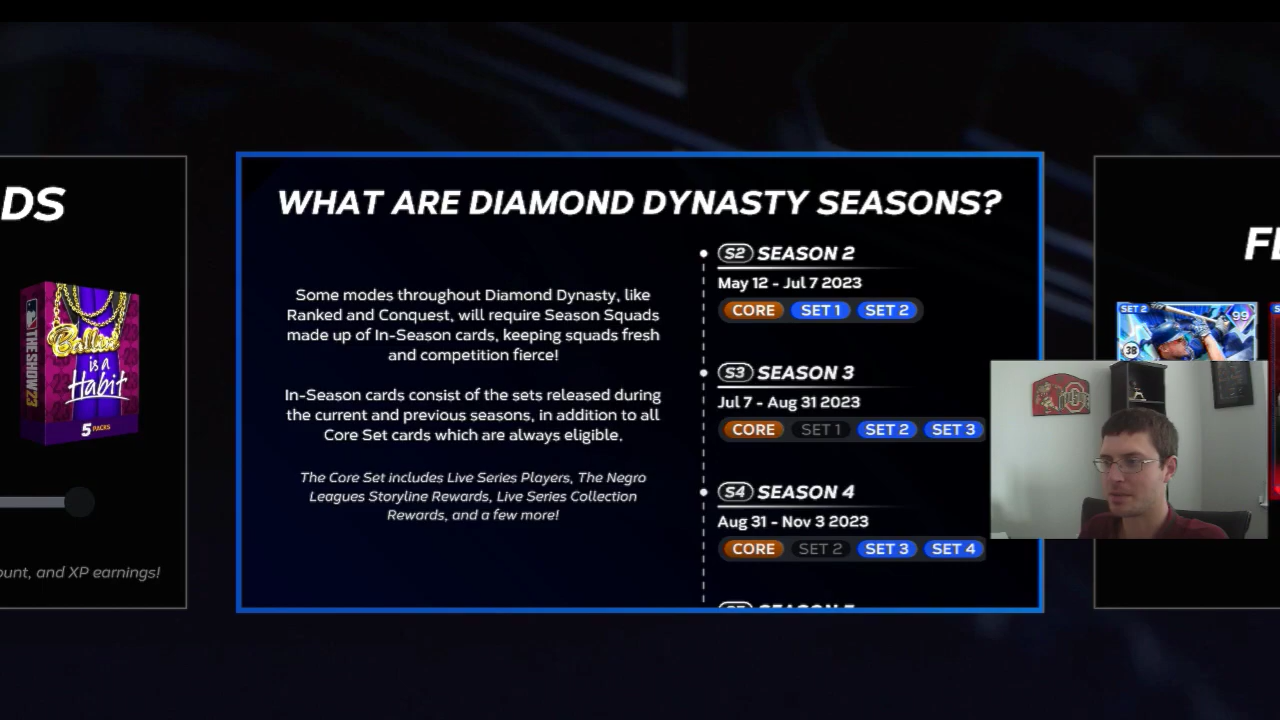 DS
MLB THE SHOW 23
Ballin
is a
Habit
5 PACKS
ount, and XP earnings!
WHAT ARE DIAMOND DYNASTY SEASONS?
Some modes throughout Diamond Dynasty, like
Ranked and Conquest, will require Season Squads
made up of In-Season cards, keeping squads fresh
and competition fierce!
In-Season cards consist of the sets released during
the current and previous seasons, in addition to all
Core Set cards which are always eligible.
The Core Set includes Live Series Players, The Negro
Leagues Storyline Rewards, Live Series Collection
Rewards, and a few more!
S2 SEASON 2
May 12 - Jul 7 2023
CORE SET 1 SET 2
S3 SEASON 3
Jul 7 - Aug 31 2023
CORE SET 1 SET 2 SET 3
S4 SEASON 4
Aug 31 - Nov 3 2023
CORE SET 2 SET 3 SET 4
SET 2
99
38